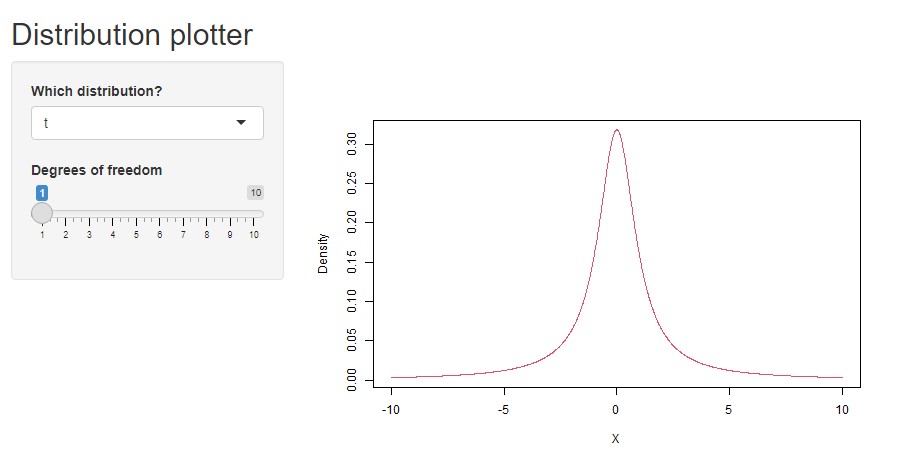 Distribution plotter
Which distribution?
t
Degrees of freedom
1 10
1 2 3 4 5 6 7 8 9 10
Density
0.30
0.25
0.20
0.15
0.10
0.05
0.00
-10 -5 0 5 10
X